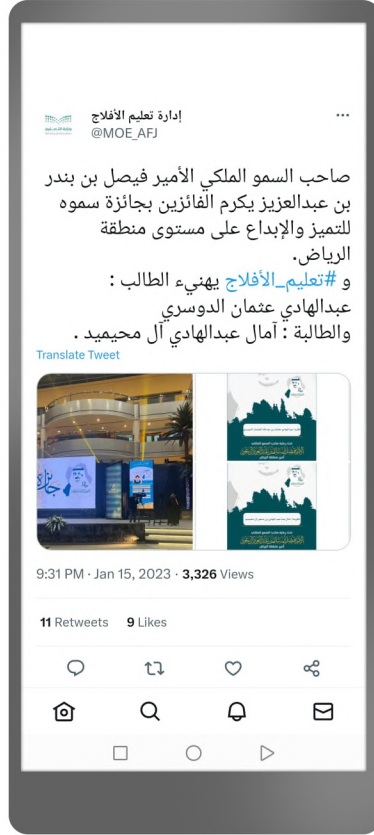 إدارة تعليم الأفلاج
@MOE_AFJ
صاحب السمو الملكي الأمير فيصل بن بندر
بن عبدالعزيز يكرم الفائزين بجائزة سموه
للتميز والإبداع على مستوى منطقة
الرياض.
و #تعليم_الأفلاج يهنيء الطالب :
عبدالهادي عثمان الدوسري
والطالبة : آمال عبدالهادي آل محيميد .
Translate Tweet
9:31 PM · Jan 15, 2023 · 3,326 Views
11 Retweets 9 Likes